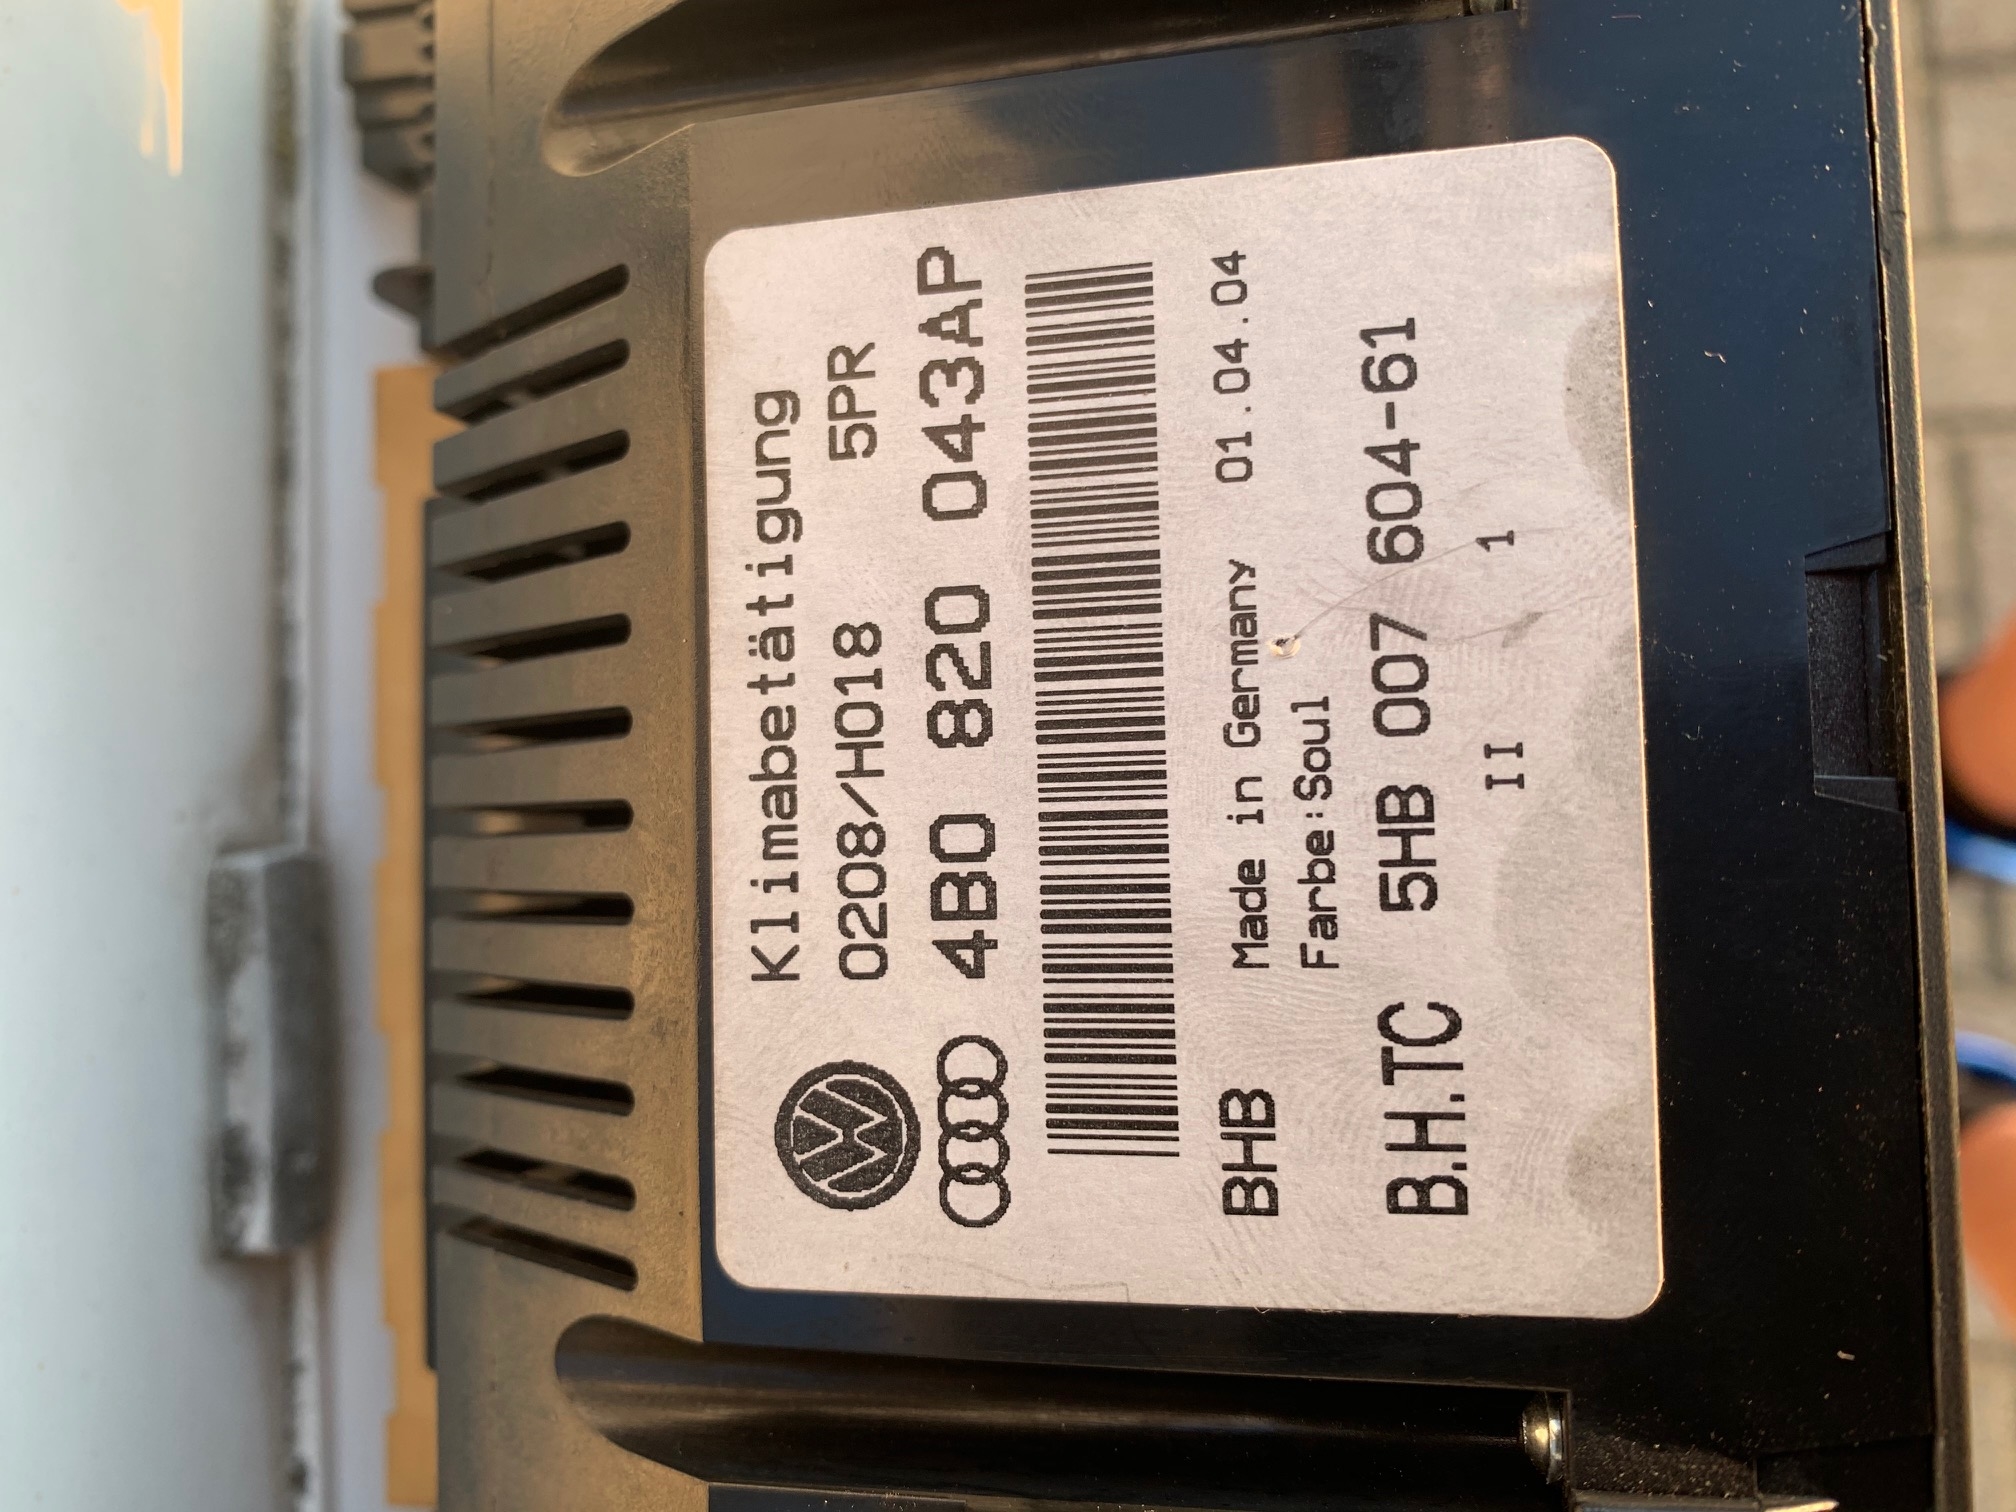 Klimabetätigung
0208/H018 5PR
4B0 820 043AP
BHB Made in Germany 01.04.04
Farbe:Soul
B.H.TC 5HB 007 604-61
II 1